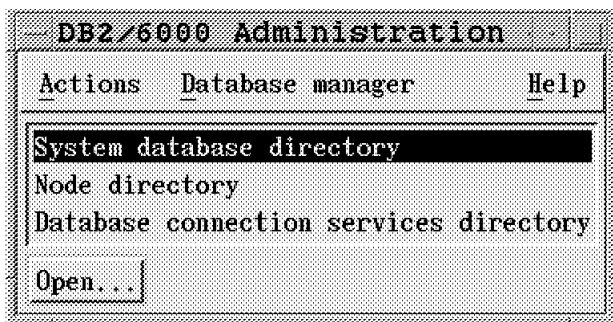 DB2/6000 Administration
Actions Database manager Help
System database directory
Node directory
Database connection services directory
Open...